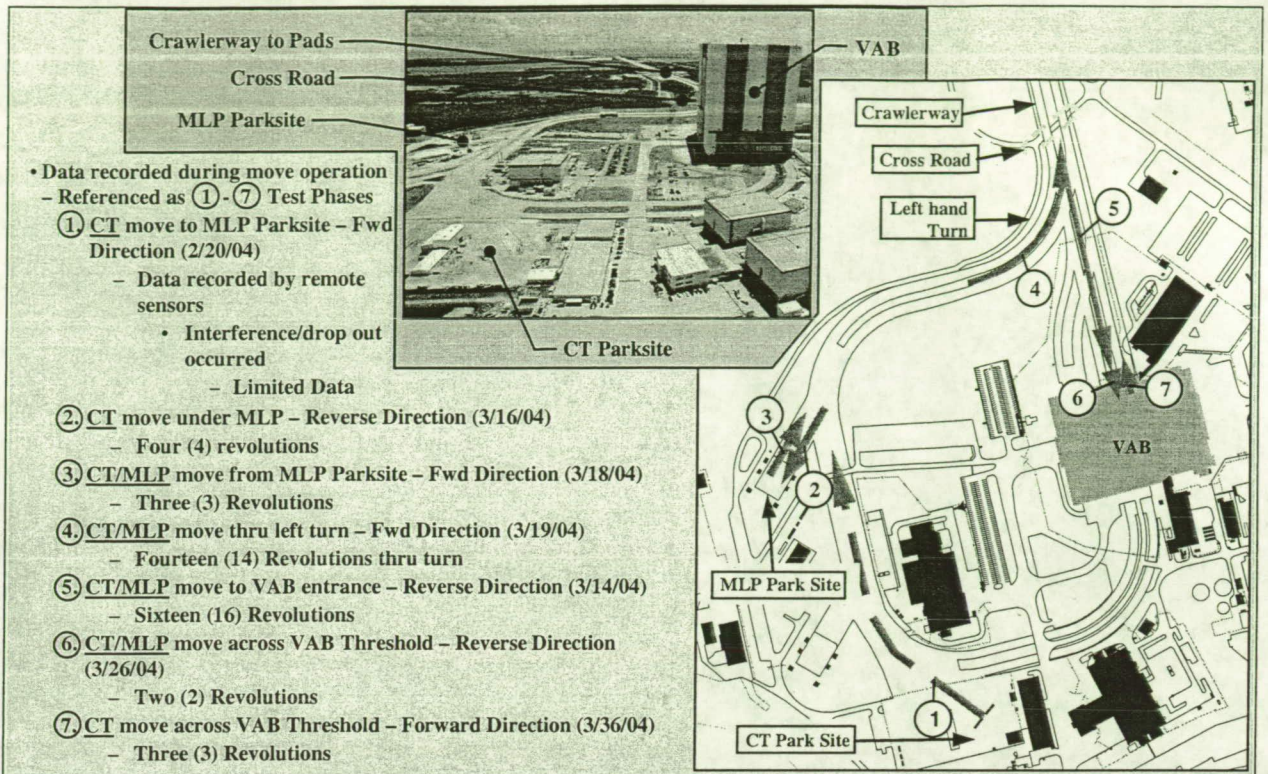 Crawlerway to Pads
Cross Road
MLP Parksite
VAB
CT Parksite
• Data recorded during move operation
– Referenced as ①-⑦ Test Phases
①. CT move to MLP Parksite – Fwd
Direction (2/20/04)
– Data recorded by remote
sensors
• Interference/drop out
occurred
– Limited Data
②. CT move under MLP – Reverse Direction (3/16/04)
– Four (4) revolutions
③. CT/MLP move from MLP Parksite – Fwd Direction (3/18/04)
– Three (3) Revolutions
④. CT/MLP move thru left turn – Fwd Direction (3/19/04)
– Fourteen (14) Revolutions thru turn
⑤. CT/MLP move to VAB entrance – Reverse Direction (3/14/04)
– Sixteen (16) Revolutions
⑥. CT/MLP move across VAB Threshold – Reverse Direction
(3/26/04)
– Two (2) Revolutions
⑦. CT move across VAB Threshold – Forward Direction (3/36/04)
– Three (3) Revolutions
Crawlerway
Cross Road
Left hand
Turn
5
4
6
7
VAB
3
2
MLP Park Site
1
CT Park Site